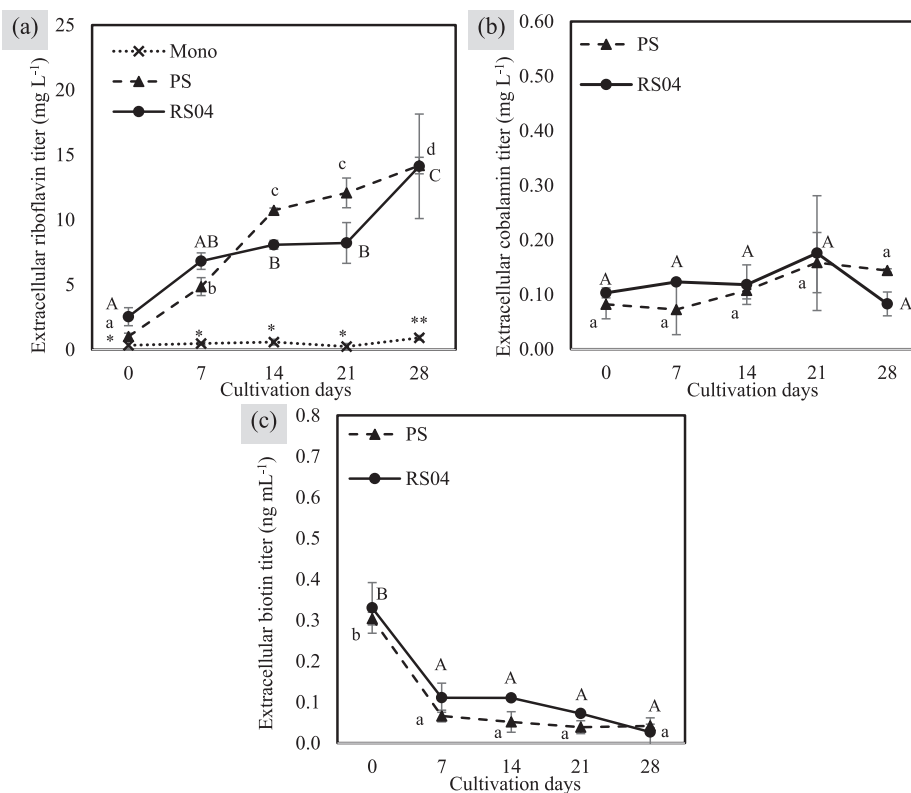 (a)
Extracellular riboflavin titer (mg L⁻¹)
25
20
15
10
5
0
Mono
PS
RS04
A
a
*
AB
b
*
c
B
*
c
B
*
d
C
**
0 7 14 21 28
Cultivation days
(b)
Extracellular cobalamin titer (mg L⁻¹)
0.60
0.50
0.40
0.30
0.20
0.10
0.00
PS
RS04
A
a
A
a
A
a
A
a
a
A
0 7 14 21 28
Cultivation days
(c)
Extracellular biotin titer (ng mL⁻¹)
0.8
0.7
0.6
0.5
0.4
0.3
0.2
0.1
0.0
PS
RS04
B
b
A
a
A
a
A
a
A
a
0 7 14 21 28
Cultivation days